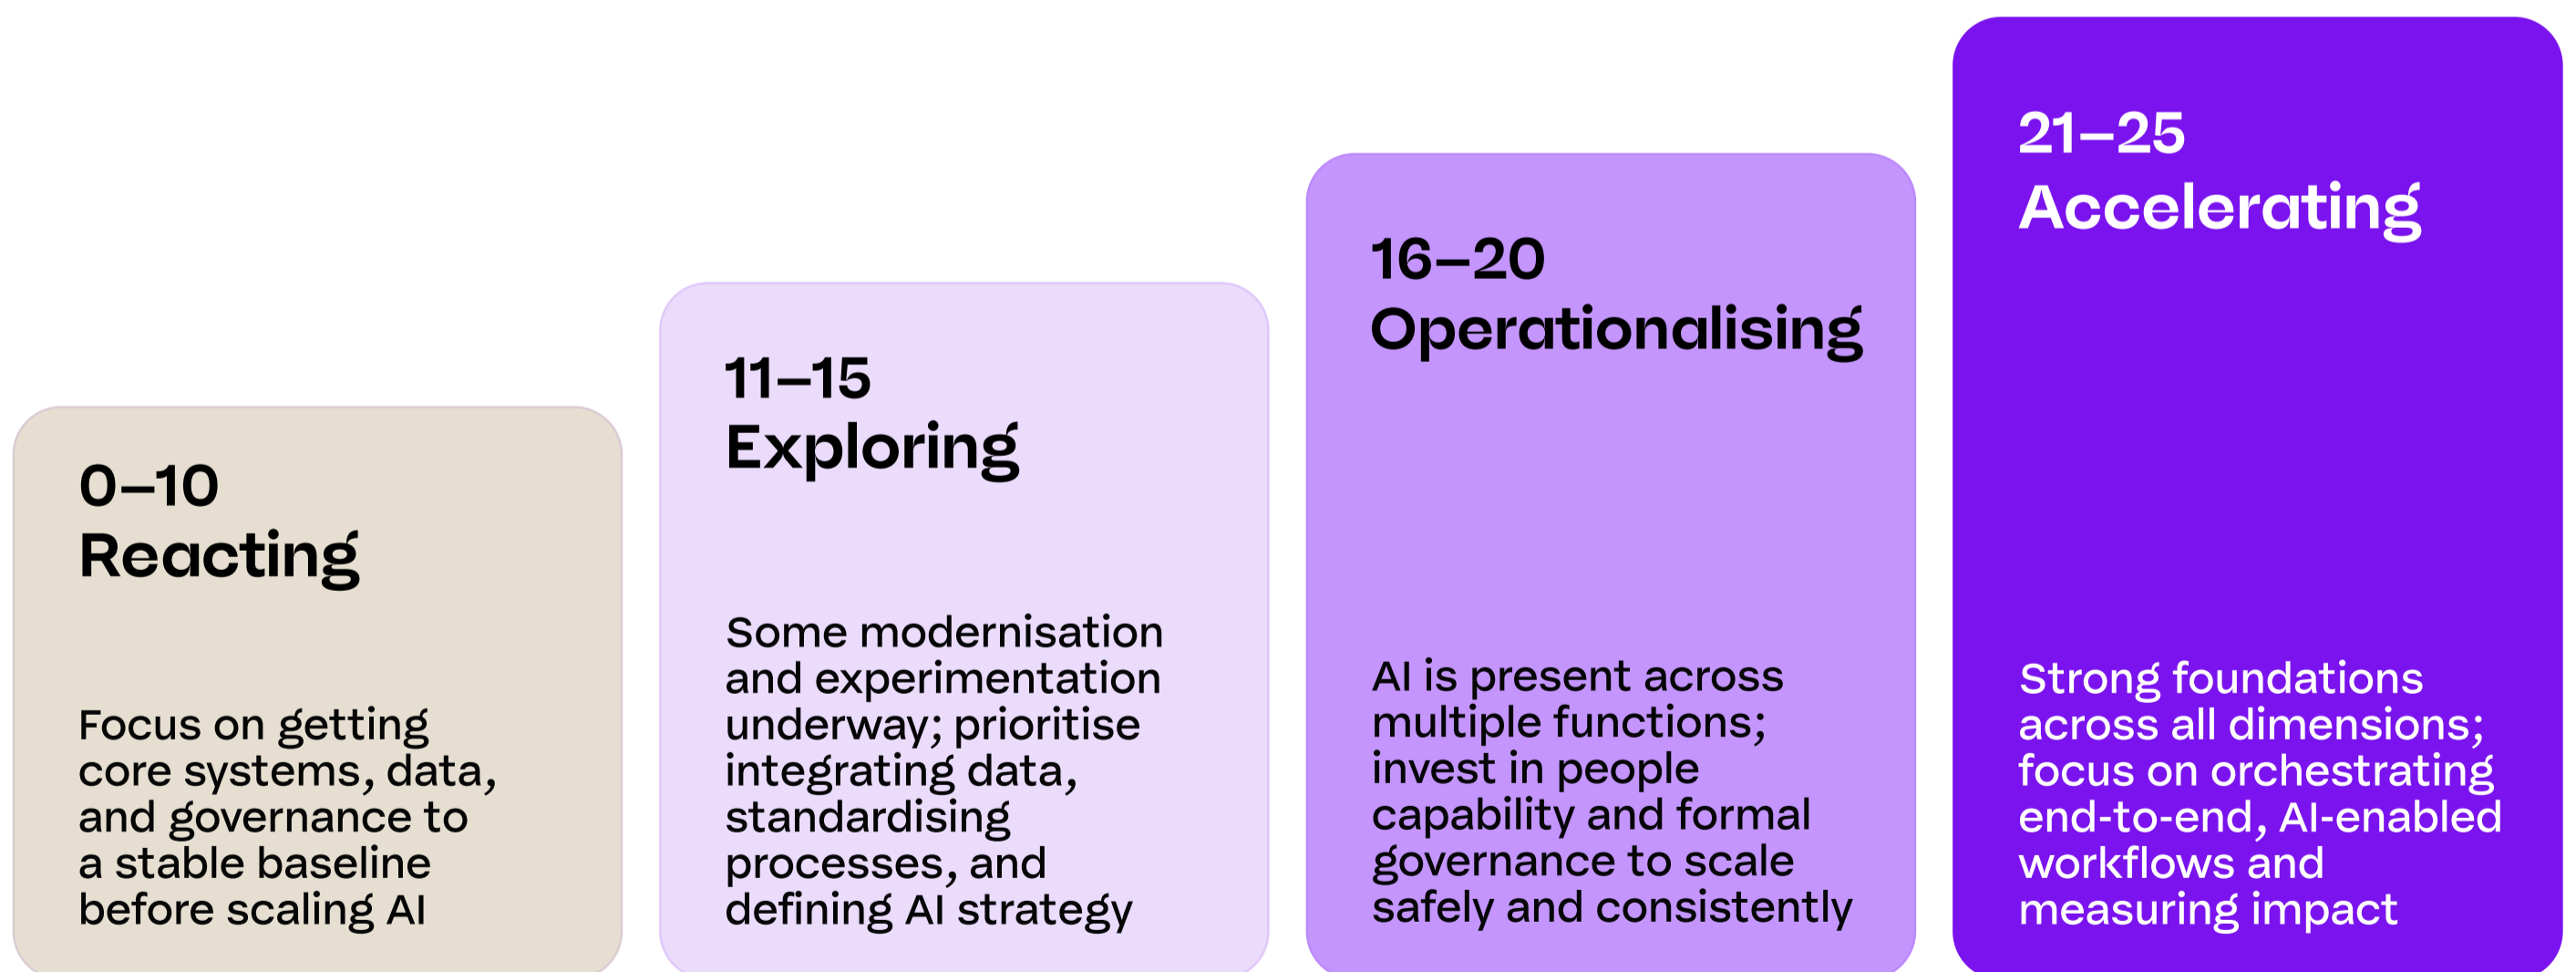 0–10
Reacting
Focus on getting
core systems, data,
and governance to
a stable baseline
before scaling AI
11–15
Exploring
Some modernisation
and experimentation
underway; prioritise
integrating data,
standardising
processes, and
defining AI strategy
16–20
Operationalising
AI is present across
multiple functions;
invest in people
capability and formal
governance to scale
safely and consistently
21–25
Accelerating
Strong foundations
across all dimensions;
focus on orchestrating
end-to-end, AI-enabled
workflows and
measuring impact